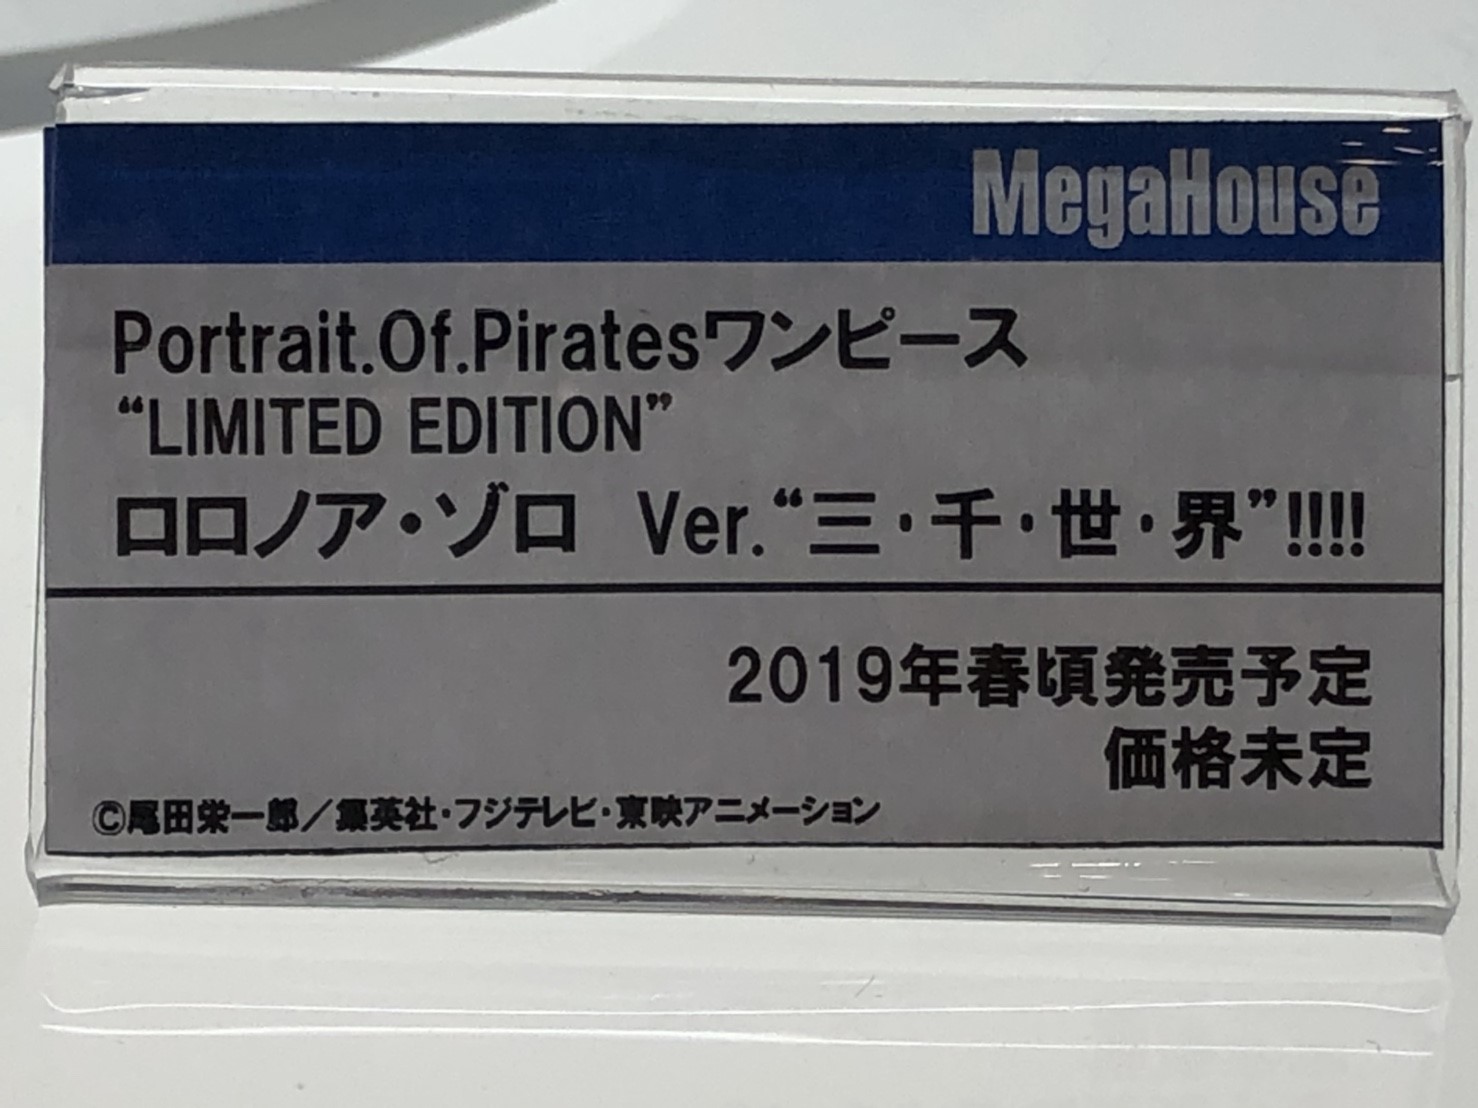 MegaHouse
Portrait.Of.Piratesワンピース
“LIMITED EDITION”
ロロノア・ゾロ Ver.“三・千・世・界”!!!!
2019年春頃発売予定
価格未定
©尾田栄一郎／集英社・フジテレビ・東映アニメーション